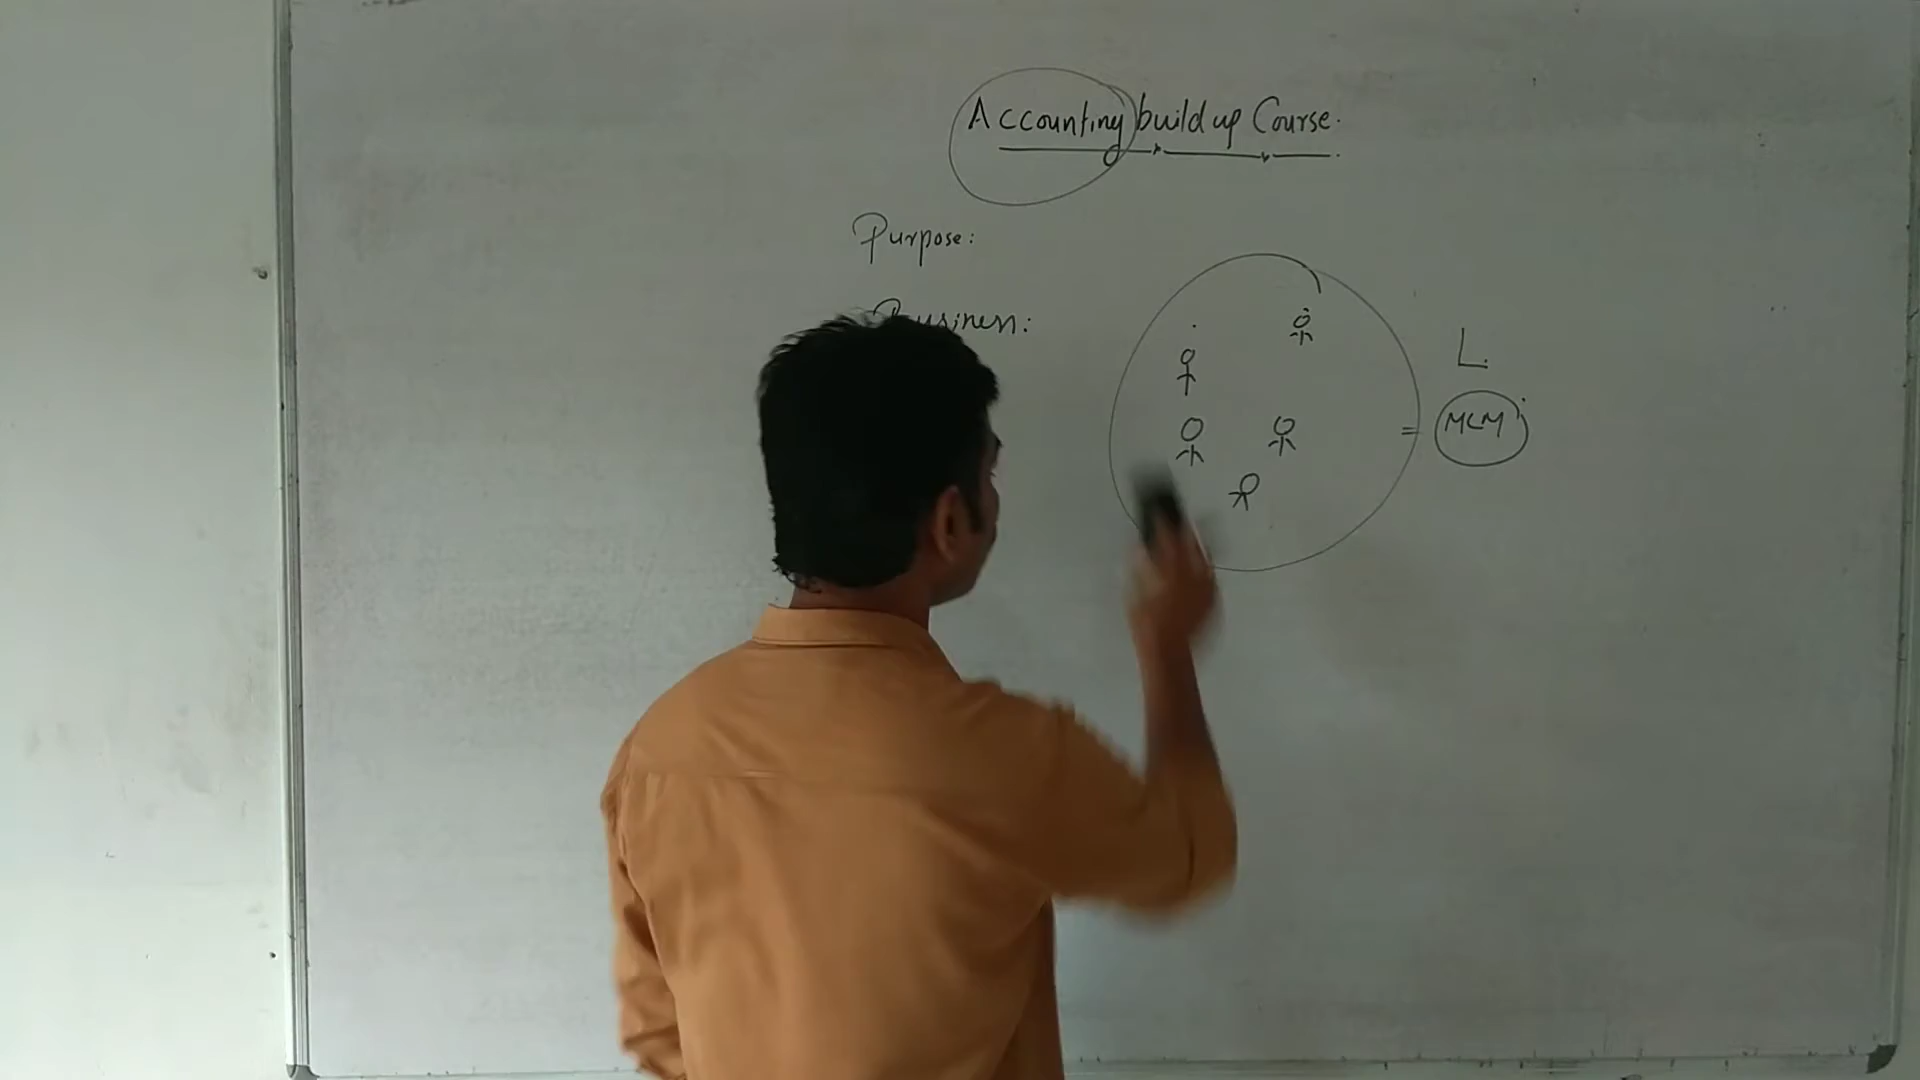 Accounting build up Course.
Purpose:
Business:
L
= MCM